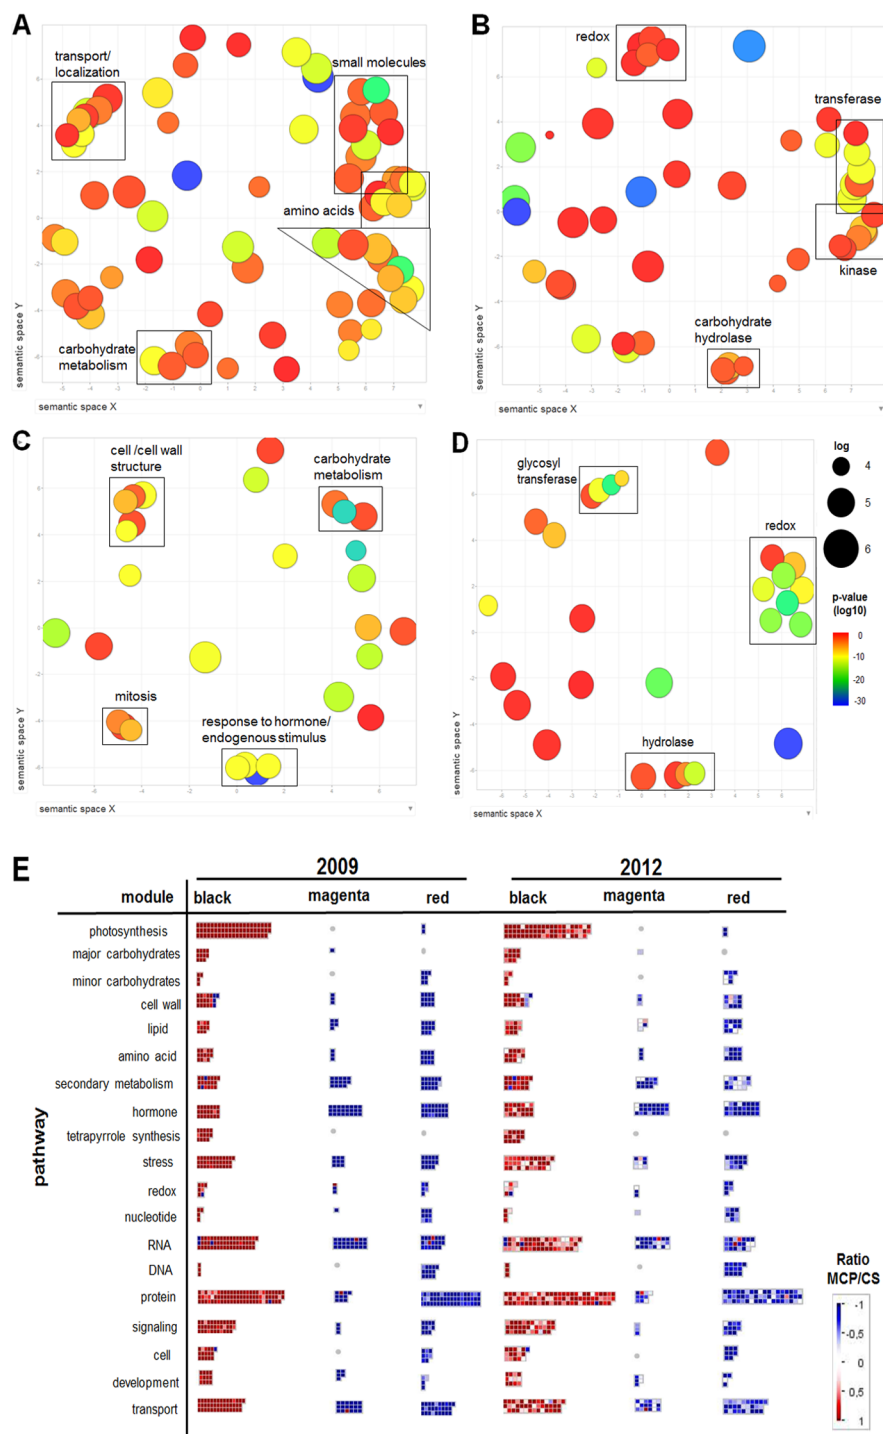 A
transport/
localization
small molecules
amino acids
carbohydrate
metabolism
semantic space Y
semantic space X
B
redox
transferase
kinase
carbohydrate
hydrolase
semantic space Y
semantic space X
C
cell /cell wall
structure
carbohydrate
metabolism
mitosis
response to hormone/
endogenous stimulus
semantic space Y
semantic space X
D
glycosyl
transferase
redox
hydrolase
semantic space Y
semantic space X
log
4
5
6
p-value
(log10)
0
-10
-20
-30
E
2009 2012
module black magenta red black magenta red
pathway
photosynthesis
major carbohydrates
minor carbohydrates
cell wall
lipid
amino acid
secondary metabolism
hormone
tetrapyrrole synthesis
stress
redox
nucleotide
RNA
DNA
protein
signaling
cell
development
transport
Ratio
MCP/CS
-1
-0,5
0
0,5
1